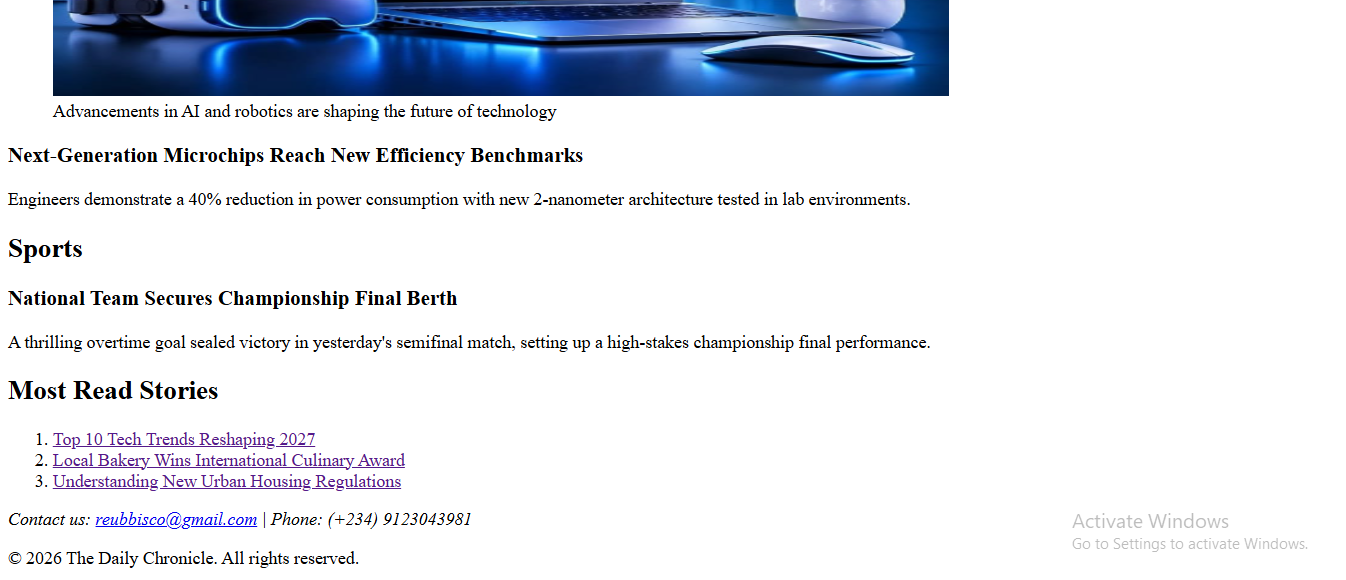 Advancements in AI and robotics are shaping the future of technology
Next-Generation Microchips Reach New Efficiency Benchmarks
Engineers demonstrate a 40% reduction in power consumption with new 2-nanometer architecture tested in lab environments.
Sports
National Team Secures Championship Final Berth
A thrilling overtime goal sealed victory in yesterday's semifinal match, setting up a high-stakes championship final performance.
Most Read Stories
1. Top 10 Tech Trends Reshaping 2027
2. Local Bakery Wins International Culinary Award
3. Understanding New Urban Housing Regulations
Contact us: reubbisco@gmail.com | Phone: (+234) 9123043981
Activate Windows
Go to Settings to activate Windows.
© 2026 The Daily Chronicle. All rights reserved.